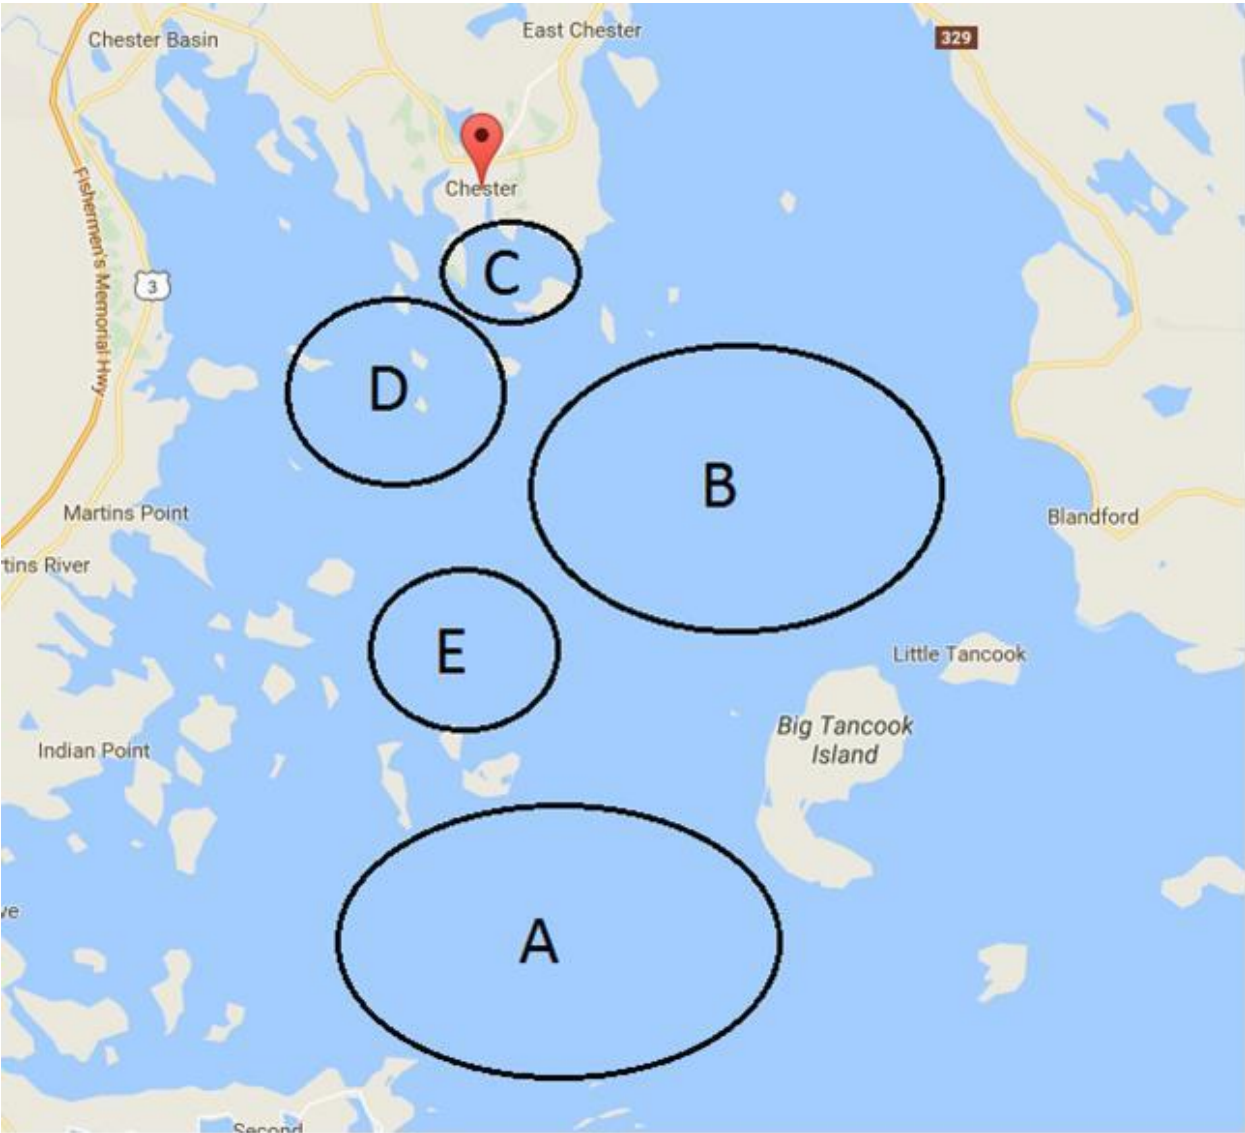 East Chester
329
Chester Basin
Chester
Fishermen's Memorial Hwy
C
3
D
B
Martins Point
Blandford
tins River
E
Little Tancook
Big Tancook
Island
Indian Point
ve
A
Second